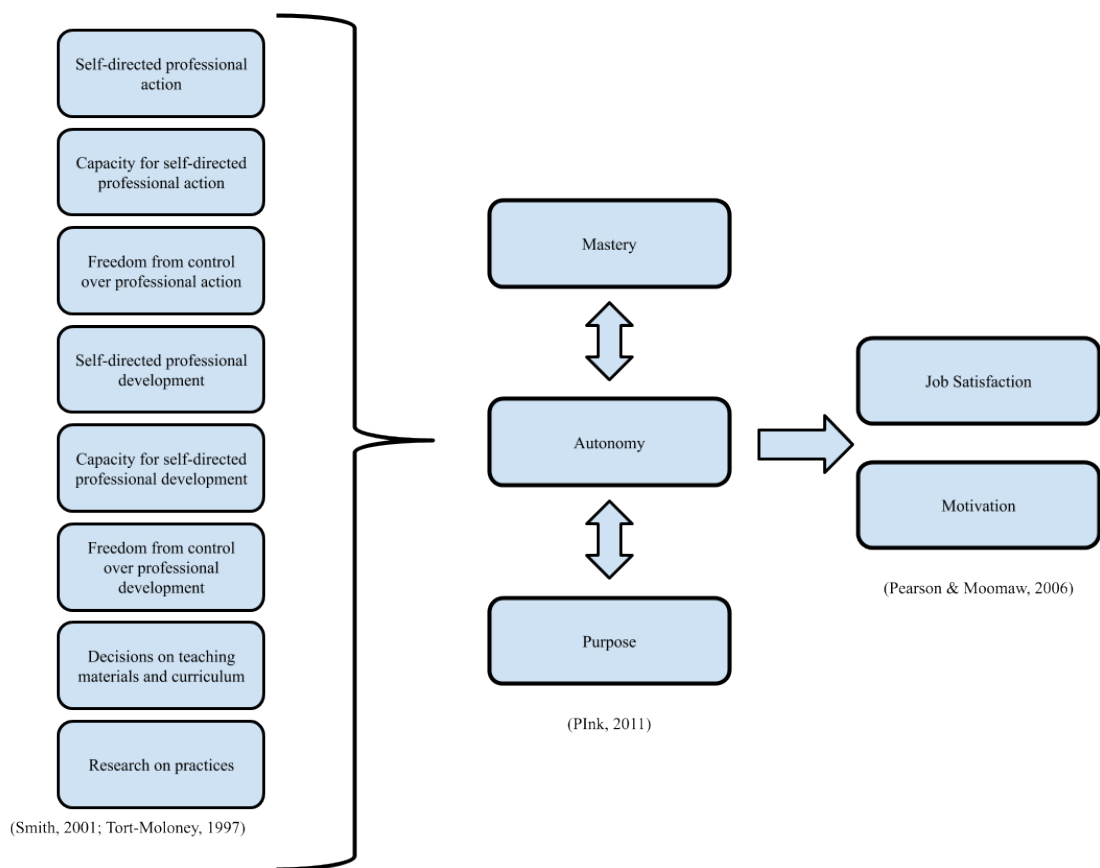 Self-directed professional
action
Capacity for self-directed
professional action
Freedom from control
over professional action
Self-directed professional
development
Capacity for self-directed
professional development
Freedom from control
over professional
development
Decisions on teaching
materials and curriculum
Research on practices
(Smith, 2001; Tort-Moloney, 1997)
Mastery
Autonomy
Purpose
(PInk, 2011)
Job Satisfaction
Motivation
(Pearson & Moomaw, 2006)